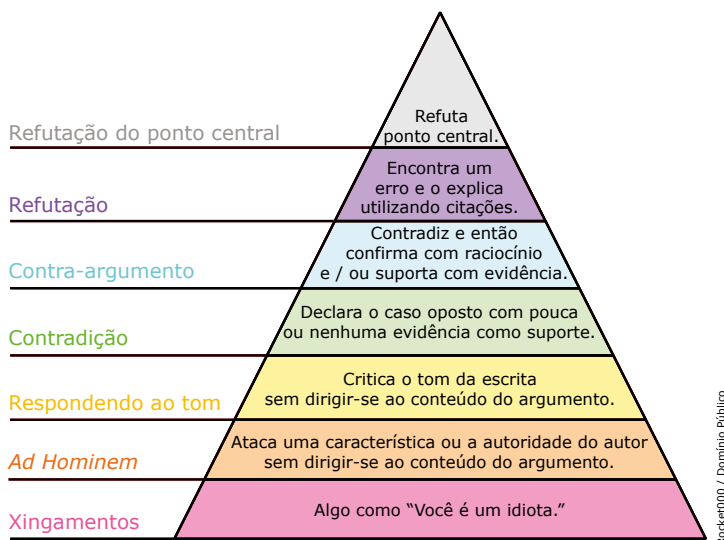 Refuta
ponto central.
Refutação do ponto central
Encontra um
erro e o explica
utilizando citações.
Refutação
Contradiz e então
confirma com raciocínio
e / ou suporta com evidência.
Contra-argumento
Declara o caso oposto com pouca
ou nenhuma evidência como suporte.
Contradição
Critica o tom da escrita
sem dirigir-se ao conteúdo do argumento.
Respondendo ao tom
Ataca uma característica ou a autoridade do autor
sem dirigir-se ao conteúdo do argumento.
Ad Hominem
Algo como “Você é um idiota.”
Xingamentos
/ Domínio Público